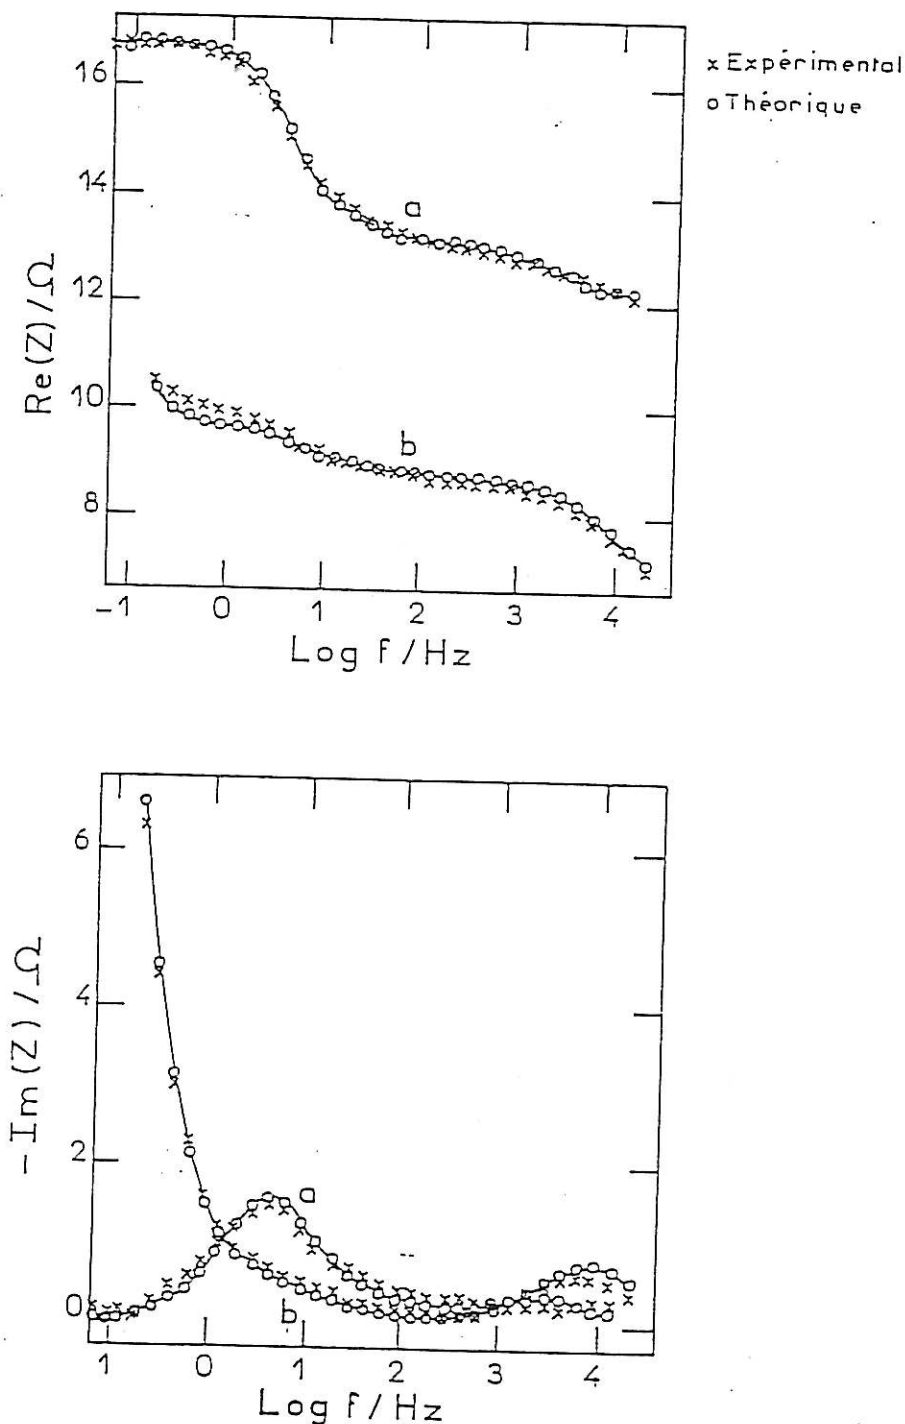 x Expérimental
o Théorique
16
14
12
10
8
Re(Z)/Ω
a
b
-1 0 1 2 3 4
Log f/Hz
6
4
2
0
-Im(Z)/Ω
a
b
1 0 1 2 3 4
Log f/Hz